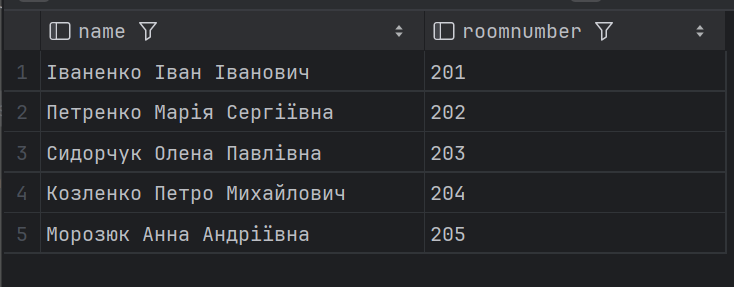 name roomnumber
1 Іваненко Іван Іванович 201
2 Петренко Марія Сергіївна 202
3 Сидорчук Олена Павлівна 203
4 Козленко Петро Михайлович 204
5 Морозюк Анна Андріївна 205